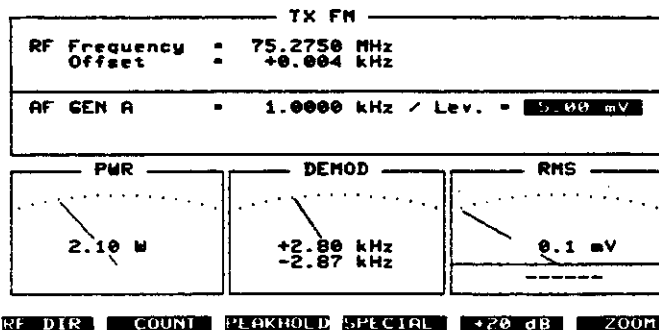 TX FM
RF Frequency = 75.2750 MHz
Offset = +0.004 kHz
AF GEN A = 1.0000 kHz / Lev. = 5.00 mV
PWR DEMOD RMS
2.10 W +2.80 kHz 0.1 mV
-2.87 kHz ------
RF DIR COUNT PEAKHOLD SPECIAL +20 dB ZOOM